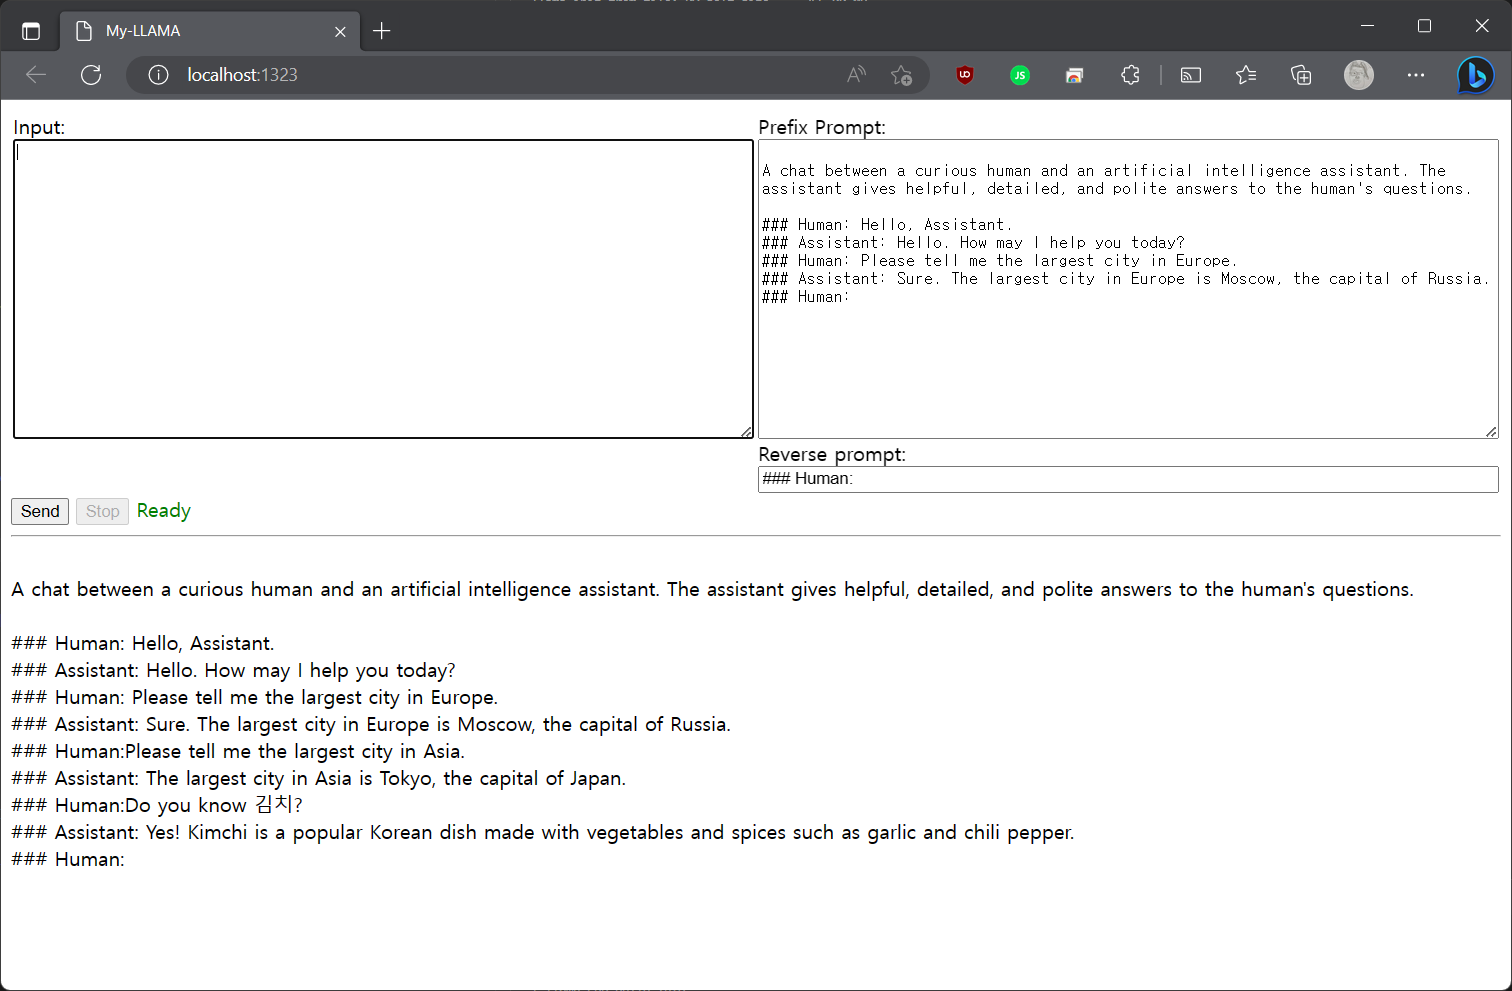 My-LLAMA
localhost:1323
Input:
Prefix Prompt:
A chat between a curious human and an artificial intelligence assistant. The
assistant gives helpful, detailed, and polite answers to the human's questions.
### Human: Hello, Assistant.
### Assistant: Hello. How may I help you today?
### Human: Please tell me the largest city in Europe.
### Assistant: Sure. The largest city in Europe is Moscow, the capital of Russia.
### Human:
Reverse prompt:
### Human:
Send Stop Ready
A chat between a curious human and an artificial intelligence assistant. The assistant gives helpful, detailed, and polite answers to the human's questions.
### Human: Hello, Assistant.
### Assistant: Hello. How may I help you today?
### Human: Please tell me the largest city in Europe.
### Assistant: Sure. The largest city in Europe is Moscow, the capital of Russia.
### Human:Please tell me the largest city in Asia.
### Assistant: The largest city in Asia is Tokyo, the capital of Japan.
### Human:Do you know 김치?
### Assistant: Yes! Kimchi is a popular Korean dish made with vegetables and spices such as garlic and chili pepper.
### Human: